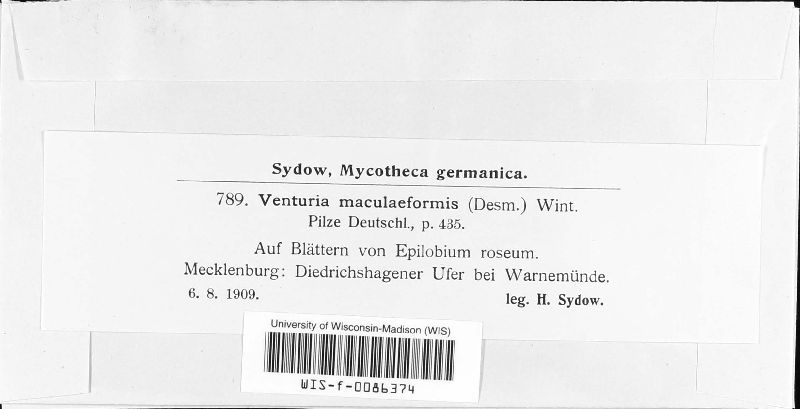 Sydow, Mycotheca germanica.
789. Venturia maculaeformis (Desm.) Wint.
Pilze Deutschl., p. 435.
Auf Blättern von Epilobium roseum.
Mecklenburg: Diedrichshagener Ufer bei Warnemünde.
6. 8. 1909. leg. H. Sydow.
University of Wisconsin-Madison (WIS)
WIS-f-0086374